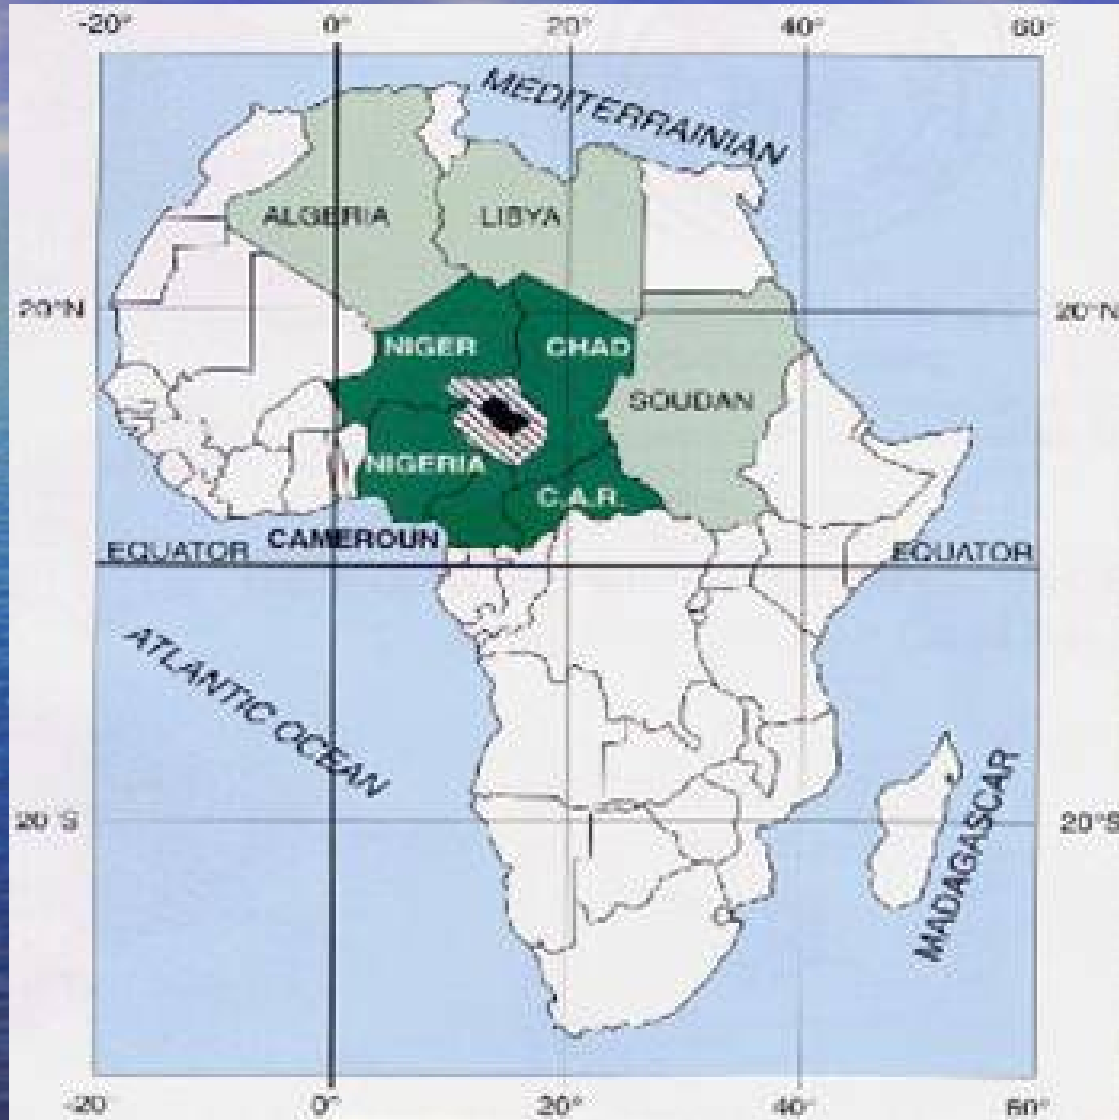 -20° 0° 20° 40° 60°
MEDITERRAINIAN
ALGERIA LIBYA
20°N 20°N
NIGER CHAD
SOUDAN
NIGERIA
C.A.R.
CAMEROUN
EQUATOR EQUATOR
ATLANTIC OCEAN
MADAGASCAR
20°S 20°S
-20° 0° 20° 40° 60°